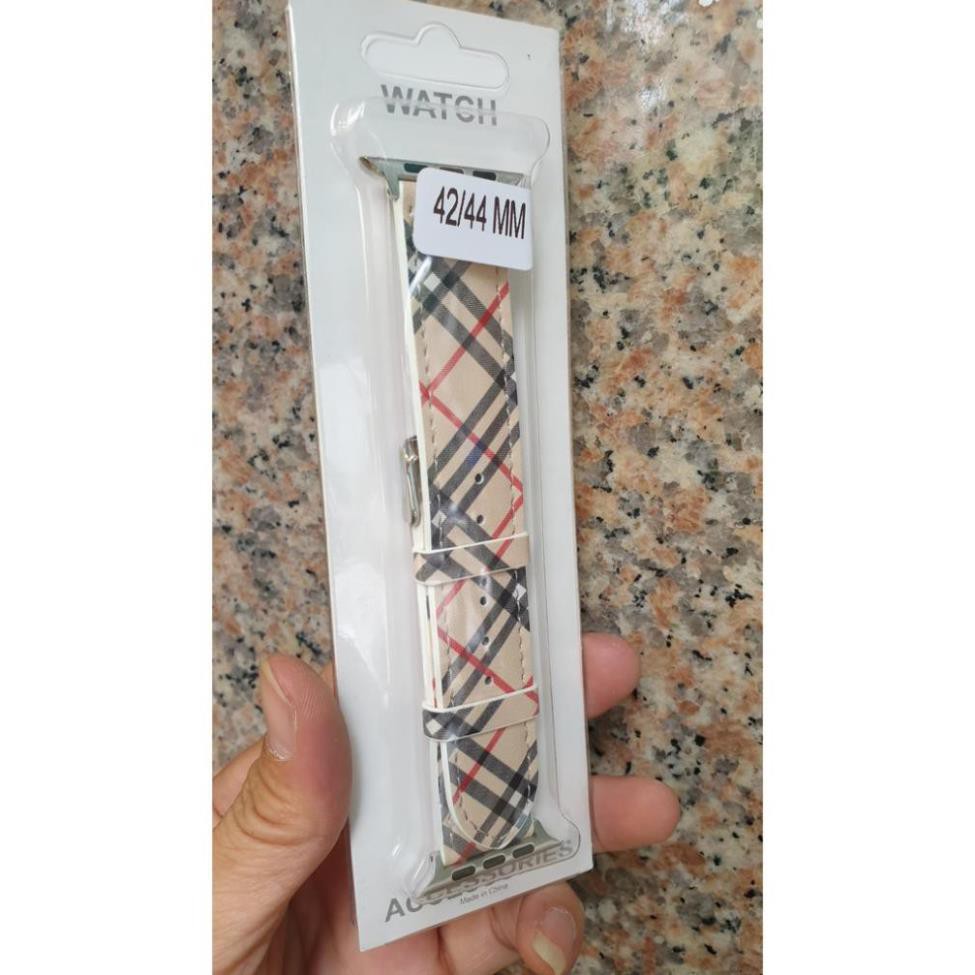 WATCH
42/44 MM
ACCESSORIES
Made in China